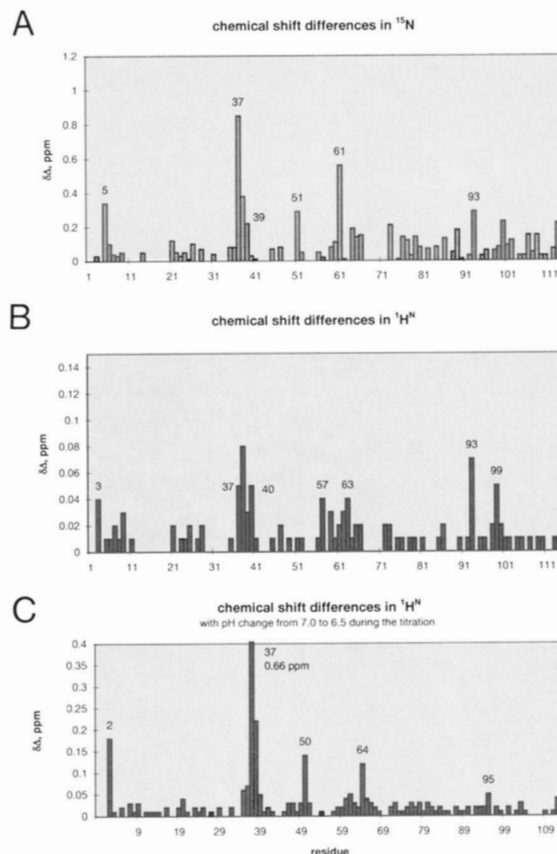 A
chemical shift differences in ¹⁵N
1.2
1
0.8
0.6
0.4
0.2
0
δΔ, ppm
5
37
39
51
61
93
1 11 21 31 41 51 61 71 81 91 101 111
B
chemical shift differences in ¹Hᴺ
0.14
0.12
0.1
0.08
0.06
0.04
0.02
0
δΔ, ppm
3
37
40
57
63
93
99
1 11 21 31 41 51 61 71 81 91 101 111
C
chemical shift differences in ¹Hᴺ
with pH change from 7.0 to 6.5 during the titration
0.4
0.35
0.3
0.25
0.2
0.15
0.1
0.05
0
δΔ, ppm
2
37
0.66 ppm
50
64
95
9 19 29 39 49 59 69 79 89 99 109
residue